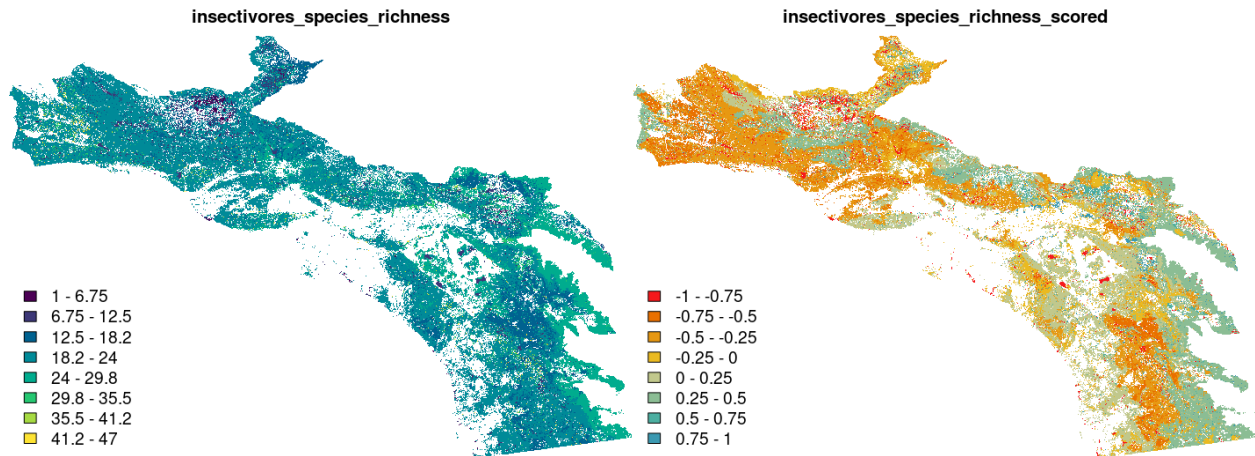 insectivores_species_richness
1 - 6.75
6.75 - 12.5
12.5 - 18.2
18.2 - 24
24 - 29.8
29.8 - 35.5
35.5 - 41.2
41.2 - 47
insectivores_species_richness_scored
-1 - -0.75
-0.75 - -0.5
-0.5 - -0.25
-0.25 - 0
0 - 0.25
0.25 - 0.5
0.5 - 0.75
0.75 - 1